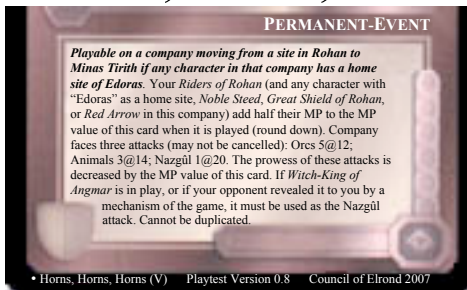 PERMANENT-EVENT
Playable on a company moving from a site in Rohan to
Minas Tirith if any character in that company has a home
site of Edoras. Your Riders of Rohan (and any character with
“Edoras” as a home site, Noble Steed, Great Shield of Rohan,
or Red Arrow in this company) add half their MP to the MP
value of this card when it is played (round down). Company
faces three attacks (may not be cancelled): Orcs 5@12;
Animals 3@14; Nazgûl 1@20. The prowess of these attacks is
decreased by the MP value of this card. If Witch-King of
Angmar is in play, or if your opponent revealed it to you by a
mechanism of the game, it must be used as the Nazgûl
attack. Cannot be duplicated.
• Horns, Horns, Horns (V) Playtest Version 0.8 Council of Elrond 2007